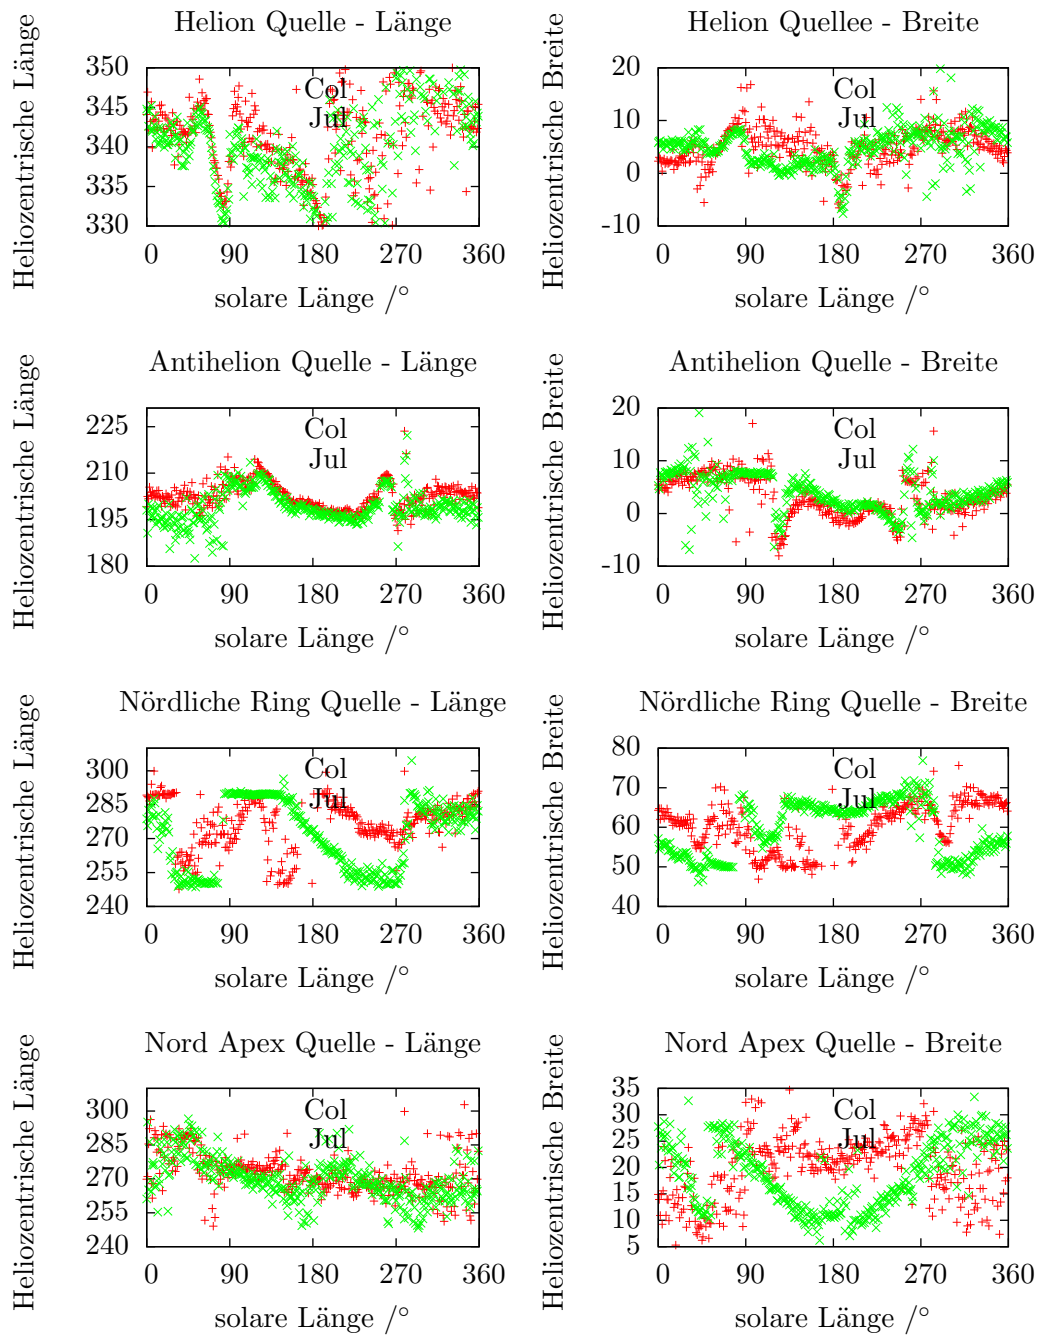 Helion Quelle - Länge
Heliozentrische Länge
350
345
340
335
330
Col
Jul
0 90 180 270 360
solare Länge /°
Helion Quellee - Breite
Heliozentrische Breite
20
10
0
-10
Col
Jul
0 90 180 270 360
solare Länge /°
Antihelion Quelle - Länge
Heliozentrische Länge
225
210
195
180
Col
Jul
0 90 180 270 360
solare Länge /°
Antihelion Quelle - Breite
Heliozentrische Breite
20
10
0
-10
Col
Jul
0 90 180 270 360
solare Länge /°
Nördliche Ring Quelle - Länge
Heliozentrische Länge
300
285
270
255
240
Col
Jul
0 90 180 270 360
solare Länge /°
Nördliche Ring Quelle - Breite
Heliozentrische Breite
80
70
60
50
40
Col
Jul
0 90 180 270 360
solare Länge /°
Nord Apex Quelle - Länge
Heliozentrische Länge
300
285
270
255
240
Col
Jul
0 90 180 270 360
solare Länge /°
Nord Apex Quelle - Breite
Heliozentrische Breite
35
30
25
20
15
10
5
Col
Jul
0 90 180 270 360
solare Länge /°